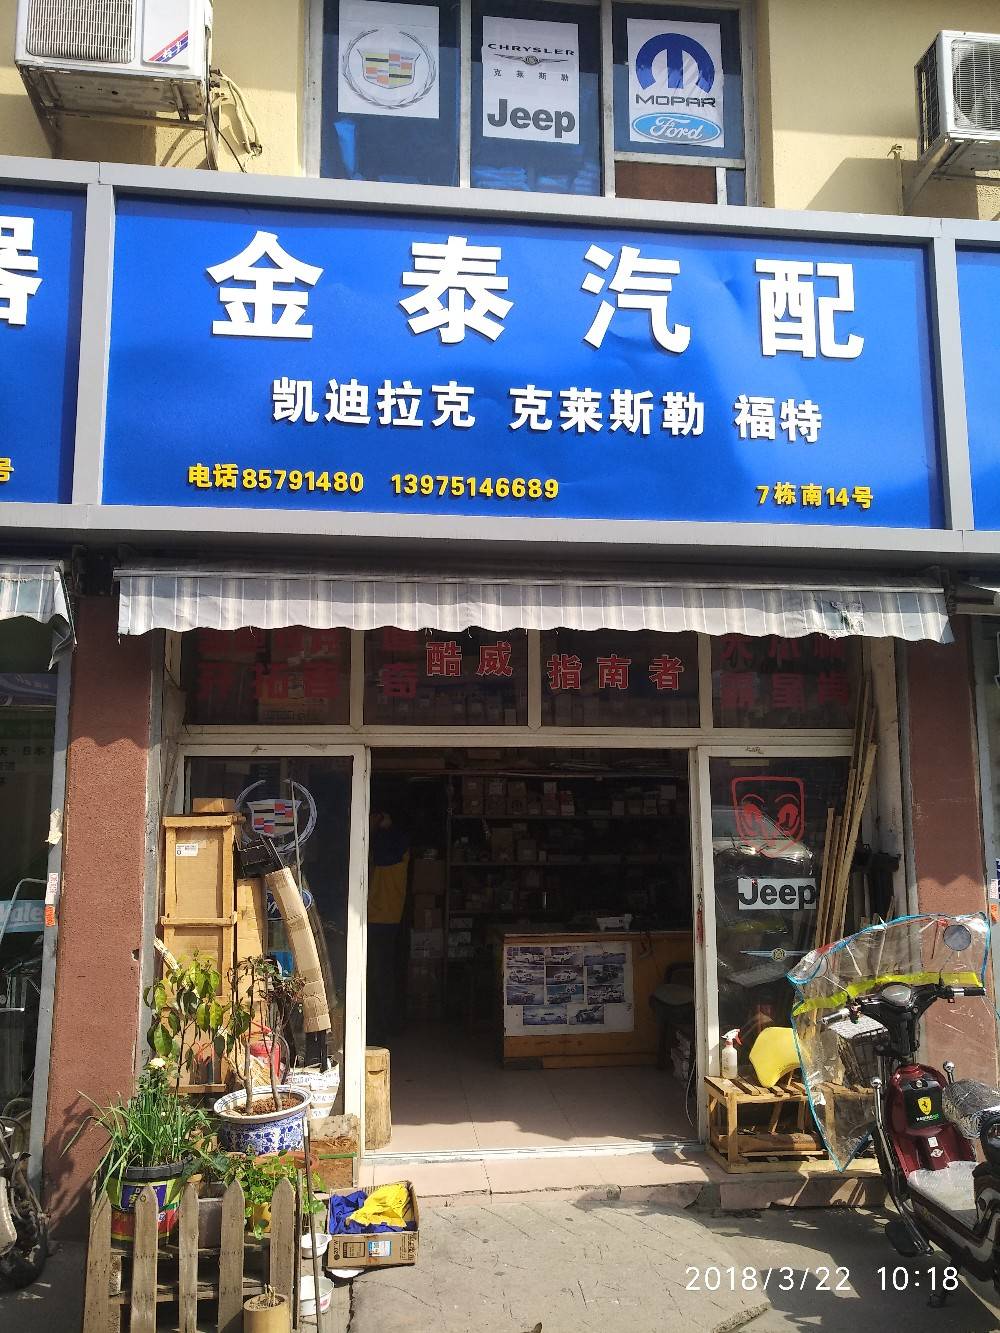 CHRYSLER
克莱斯勒
Jeep
MOPAR
Ford
器
金泰汽配
凯迪拉克 克莱斯勒 福特
电话85791480 13975146689
7栋南14号
号
酷威 指南者
Jeep
2018/3/22 10:18